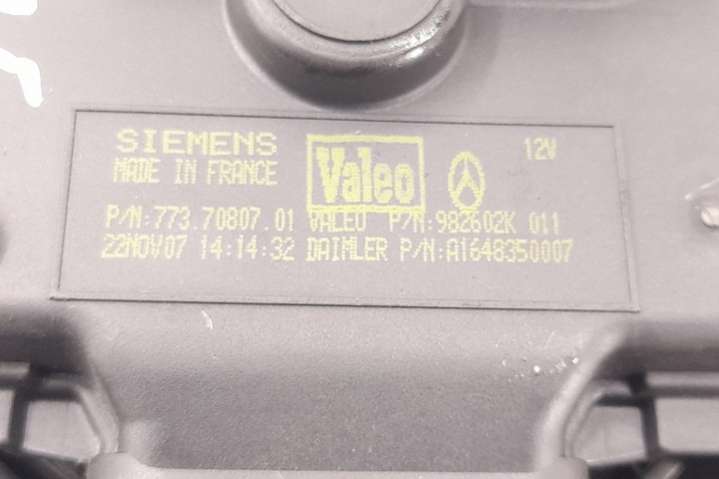 SIEMENS Valeo 12V
MADE IN FRANCE
P/N:773.70807.01 VALEO P/N:982602K 011
22NOV07 14:14:32 DAIMLER P/N:A1648350007